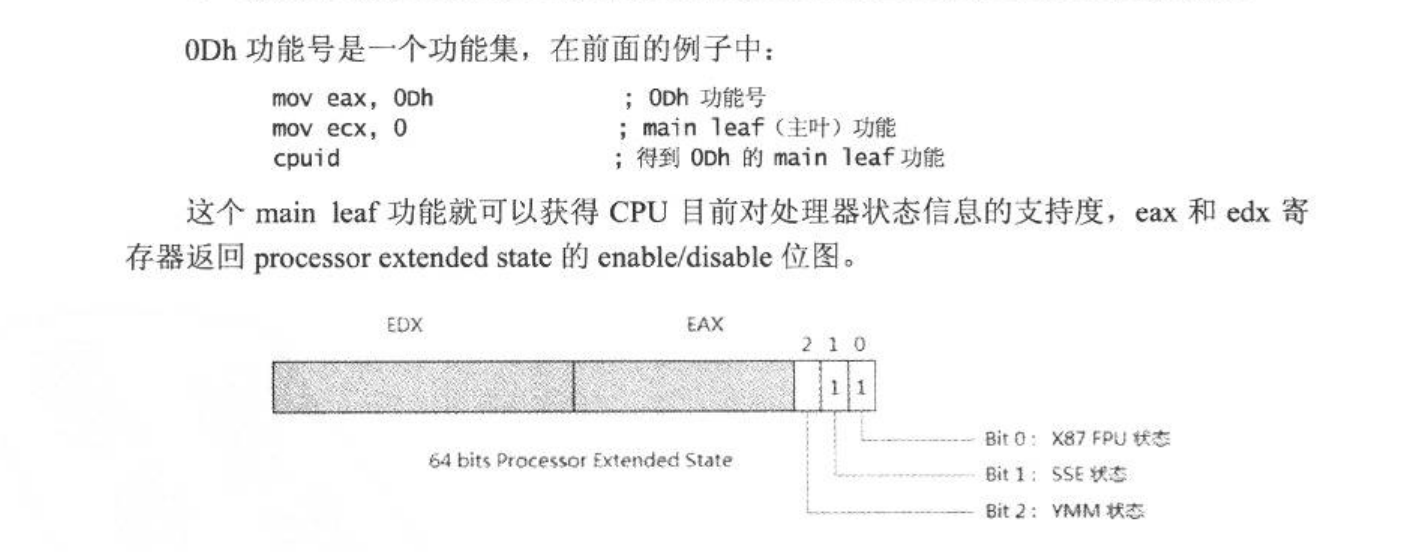 0Dh 功能号是一个功能集，在前面的例子中：
mov eax, 0Dh ; 0Dh 功能号
mov ecx, 0 ; main leaf（主叶）功能
cpuid ; 得到 0Dh 的 main leaf 功能
这个 main leaf 功能就可以获得 CPU 目前对处理器状态信息的支持度，eax 和 edx 寄
存器返回 processor extended state 的 enable/disable 位图。
EDX EAX
2 1 0
1 1
Bit 0： X87 FPU 状态
64 bits Processor Extended State
Bit 1： SSE 状态
Bit 2： YMM 状态